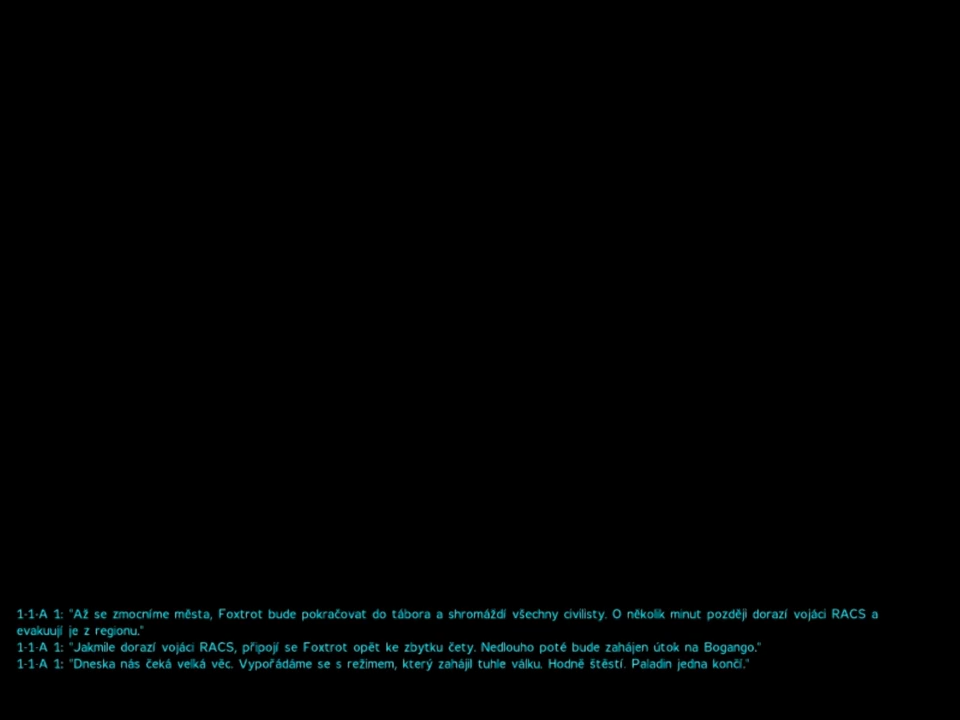 1-1-A 1: "Až se zmocníme města, Foxtrot bude pokračovat do tábora a shromáždí všechny civilisty. O několik minut později dorazí vojáci RACS a
evakuují je z regionu."
1-1-A 1: "Jakmile dorazí vojáci RACS, připojí se Foxtrot opět ke zbytku čety. Nedlouho poté bude zahájen útok na Bogango."
1-1-A 1: "Dneska nás čeká velká věc. Vypořádáme se s režimem, který zahájil tuhle válku. Hodně štěstí. Paladin jedna končí."